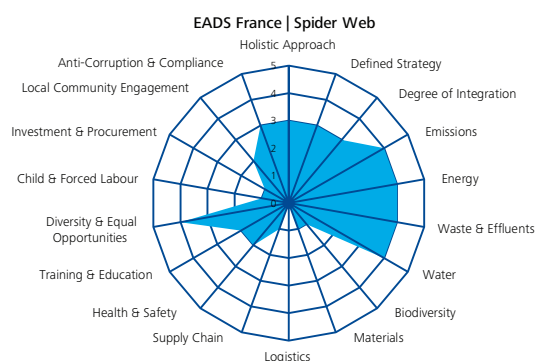 EADS France | Spider Web
Holistic Approach
Anti-Corruption & Compliance
Defined Strategy
Local Community Engagement
Degree of Integration
Investment & Procurement
Emissions
Child & Forced Labour
Energy
Diversity & Equal
Opportunities
Waste & Effluents
Training & Education
Water
Health & Safety
Biodiversity
Supply Chain
Materials
Logistics
5
4
3
2
1
0